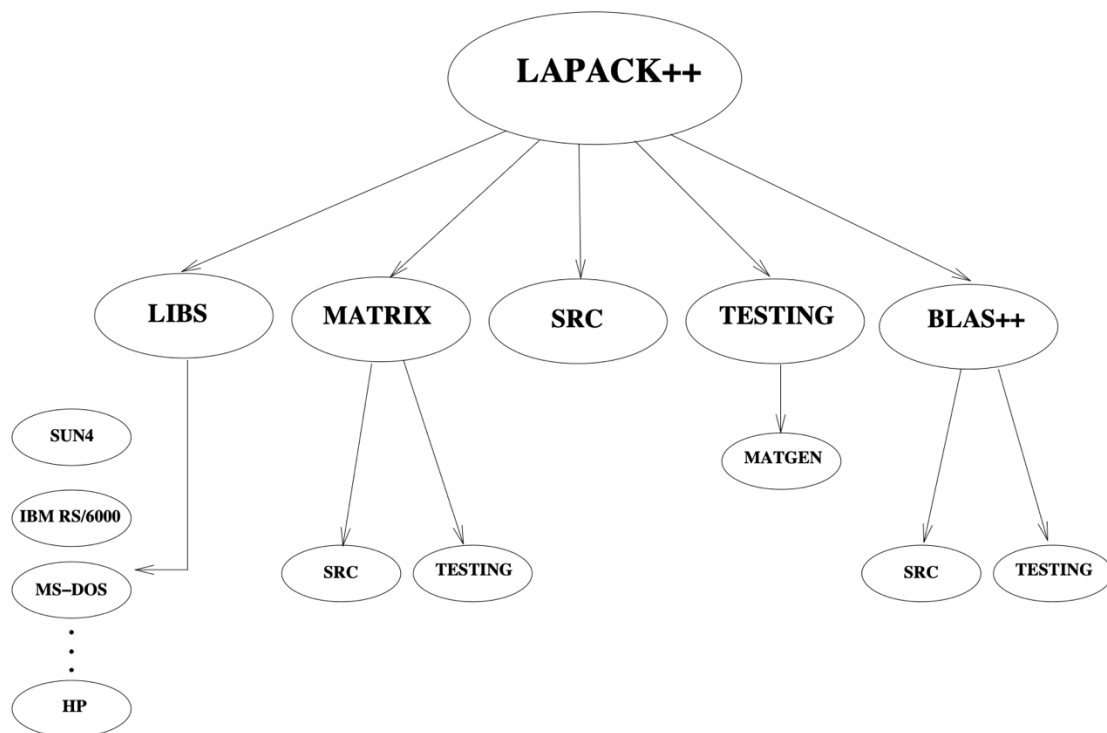 LAPACK++
LIBS
MATRIX
SRC
TESTING
BLAS++
SUN4
MATGEN
IBM RS/6000
SRC
TESTING
SRC
TESTING
MS–DOS
HP